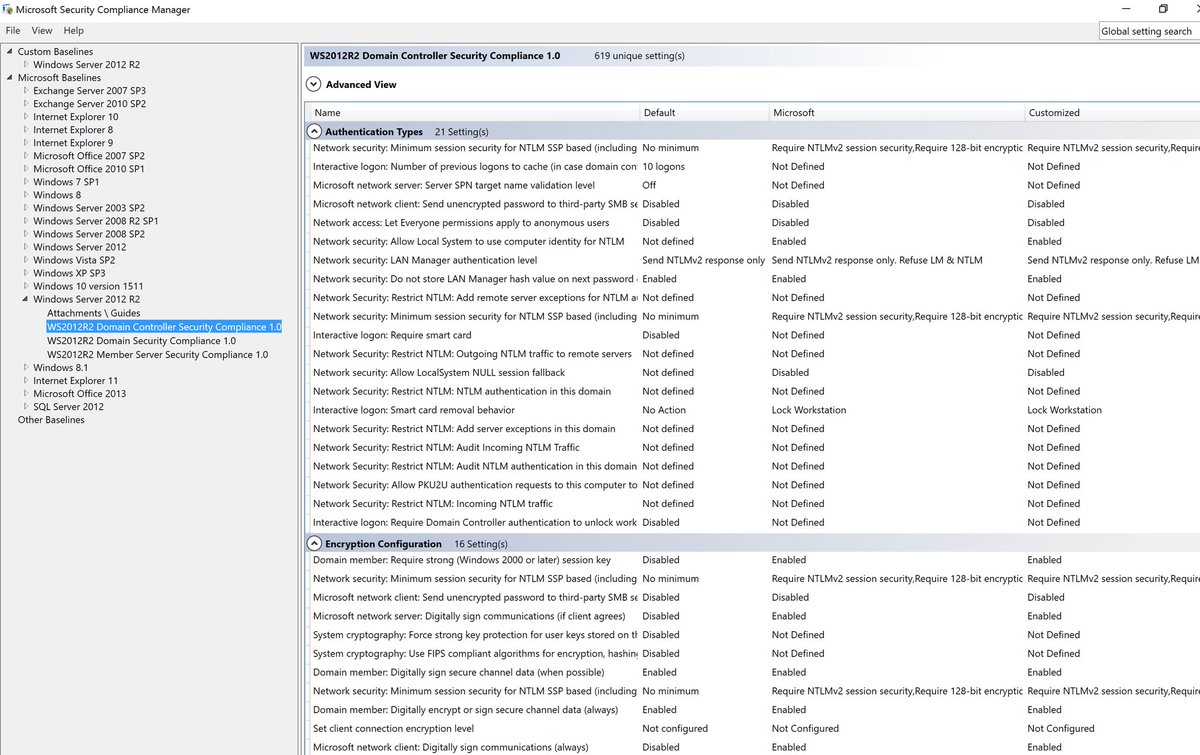 Microsoft Security Compliance Manager
File View Help
Global setting search
Custom Baselines
Windows Server 2012 R2
Microsoft Baselines
Exchange Server 2007 SP3
Exchange Server 2010 SP2
Internet Explorer 10
Internet Explorer 8
Internet Explorer 9
Microsoft Office 2007 SP2
Microsoft Office 2010 SP1
Windows 7 SP1
Windows 8
Windows Server 2003 SP2
Windows Server 2008 R2 SP1
Windows Server 2008 SP2
Windows Server 2012
Windows Vista SP2
Windows XP SP3
Windows 10 version 1511
Windows Server 2012 R2
Attachments \ Guides
WS2012R2 Domain Controller Security Compliance 1.0
WS2012R2 Domain Security Compliance 1.0
WS2012R2 Member Server Security Compliance 1.0
Windows 8.1
Internet Explorer 11
Microsoft Office 2013
SQL Server 2012
Other Baselines
WS2012R2 Domain Controller Security Compliance 1.0 619 unique setting(s)
Advanced View
Name Default Microsoft Customized
Authentication Types 21 Setting(s)
Network security: Minimum session security for NTLM SSP based (including No minimum Require NTLMv2 session security,Require 128-bit encryptic Require NTLMv2 session security,Require
Interactive logon: Number of previous logons to cache (in case domain con 10 logons Not Defined Not Defined
Microsoft network server: Server SPN target name validation level Off Not Defined Not Defined
Microsoft network client: Send unencrypted password to third-party SMB se Disabled Disabled Disabled
Network access: Let Everyone permissions apply to anonymous users Disabled Disabled Disabled
Network security: Allow Local System to use computer identity for NTLM Not defined Enabled Enabled
Network security: LAN Manager authentication level Send NTLMv2 response only Send NTLMv2 response only. Refuse LM & NTLM Send NTLMv2 response only. Refuse LM
Network security: Do not store LAN Manager hash value on next password Enabled Enabled Enabled
Network Security: Restrict NTLM: Add remote server exceptions for NTLM au Not defined Not Defined Not Defined
Network security: Minimum session security for NTLM SSP based (including No minimum Require NTLMv2 session security,Require 128-bit encryptic Require NTLMv2 session security,Require
Interactive logon: Require smart card Disabled Not Defined Not Defined
Network Security: Restrict NTLM: Outgoing NTLM traffic to remote servers Not defined Not Defined Not Defined
Network Security: Allow LocalSystem NULL session fallback Not defined Disabled Disabled
Network Security: Restrict NTLM: NTLM authentication in this domain Not defined Not Defined Not Defined
Interactive logon: Smart card removal behavior No Action Lock Workstation Lock Workstation
Network Security: Restrict NTLM: Add server exceptions in this domain Not defined Not Defined Not Defined
Network Security: Restrict NTLM: Audit Incoming NTLM Traffic Not defined Not Defined Not Defined
Network Security: Restrict NTLM: Audit NTLM authentication in this domain Not defined Not Defined Not Defined
Network Security: Allow PKU2U authentication requests to this computer to Not defined Not Defined Not Defined
Network Security: Restrict NTLM: Incoming NTLM traffic Not defined Not Defined Not Defined
Interactive logon: Require Domain Controller authentication to unlock work Disabled Not Defined Not Defined
Encryption Configuration 16 Setting(s)
Domain member: Require strong (Windows 2000 or later) session key Disabled Enabled Enabled
Network security: Minimum session security for NTLM SSP based (including No minimum Require NTLMv2 session security,Require 128-bit encryptic Require NTLMv2 session security,Require
Microsoft network client: Send unencrypted password to third-party SMB se Disabled Disabled Disabled
Microsoft network server: Digitally sign communications (if client agrees) Disabled Enabled Enabled
System cryptography: Force strong key protection for user keys stored on th Disabled Not Defined Not Defined
System cryptography: Use FIPS compliant algorithms for encryption, hashing Disabled Not Defined Not Defined
Domain member: Digitally sign secure channel data (when possible) Enabled Enabled Enabled
Network security: Minimum session security for NTLM SSP based (including No minimum Require NTLMv2 session security,Require 128-bit encryptic Require NTLMv2 session security,Require
Domain member: Digitally encrypt or sign secure channel data (always) Enabled Enabled Enabled
Set client connection encryption level Not configured Not Configured Not Configured
Microsoft network client: Digitally sign communications (always) Disabled Enabled Enabled